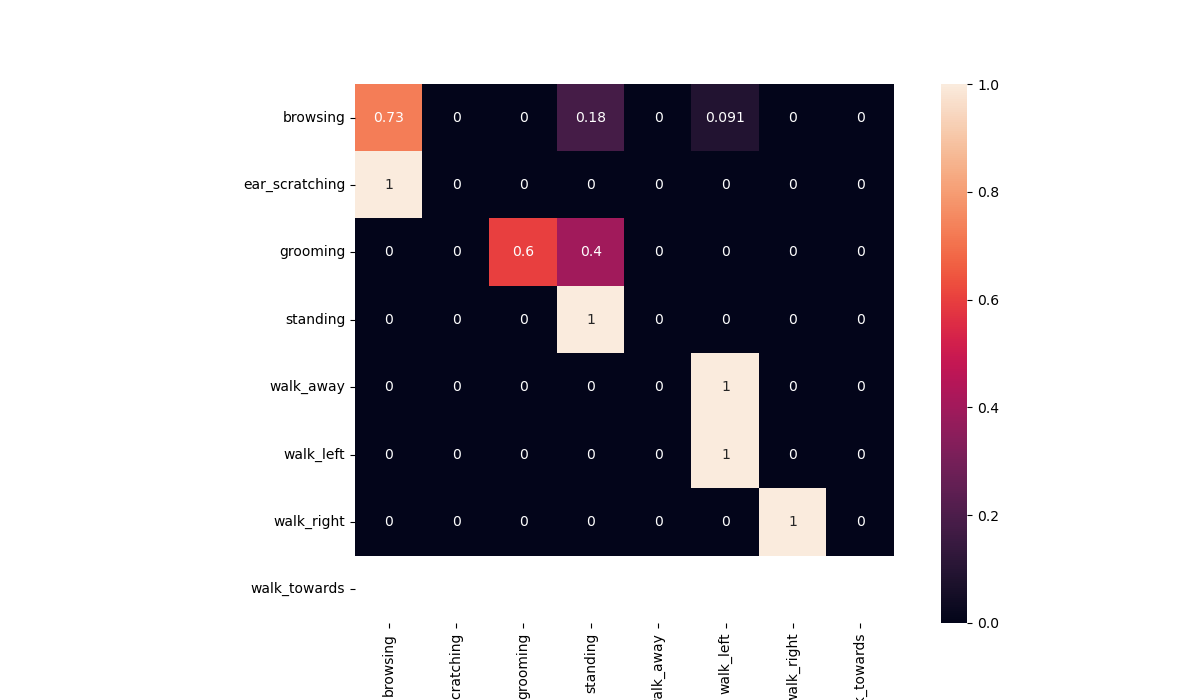 browsing 0.73 0 0 0.18 0 0.091 0 0
ear_scratching 1 0 0 0 0 0 0 0
grooming 0 0 0.6 0.4 0 0 0 0
standing 0 0 0 1 0 0 0 0
walk_away 0 0 0 0 0 1 0 0
walk_left 0 0 0 0 0 1 0 0
walk_right 0 0 0 0 0 0 1 0
walk_towards
browsing
cratching
grooming
standing
alk_away
walk_left
walk_right
_towards
1.0
0.8
0.6
0.4
0.2
0.0